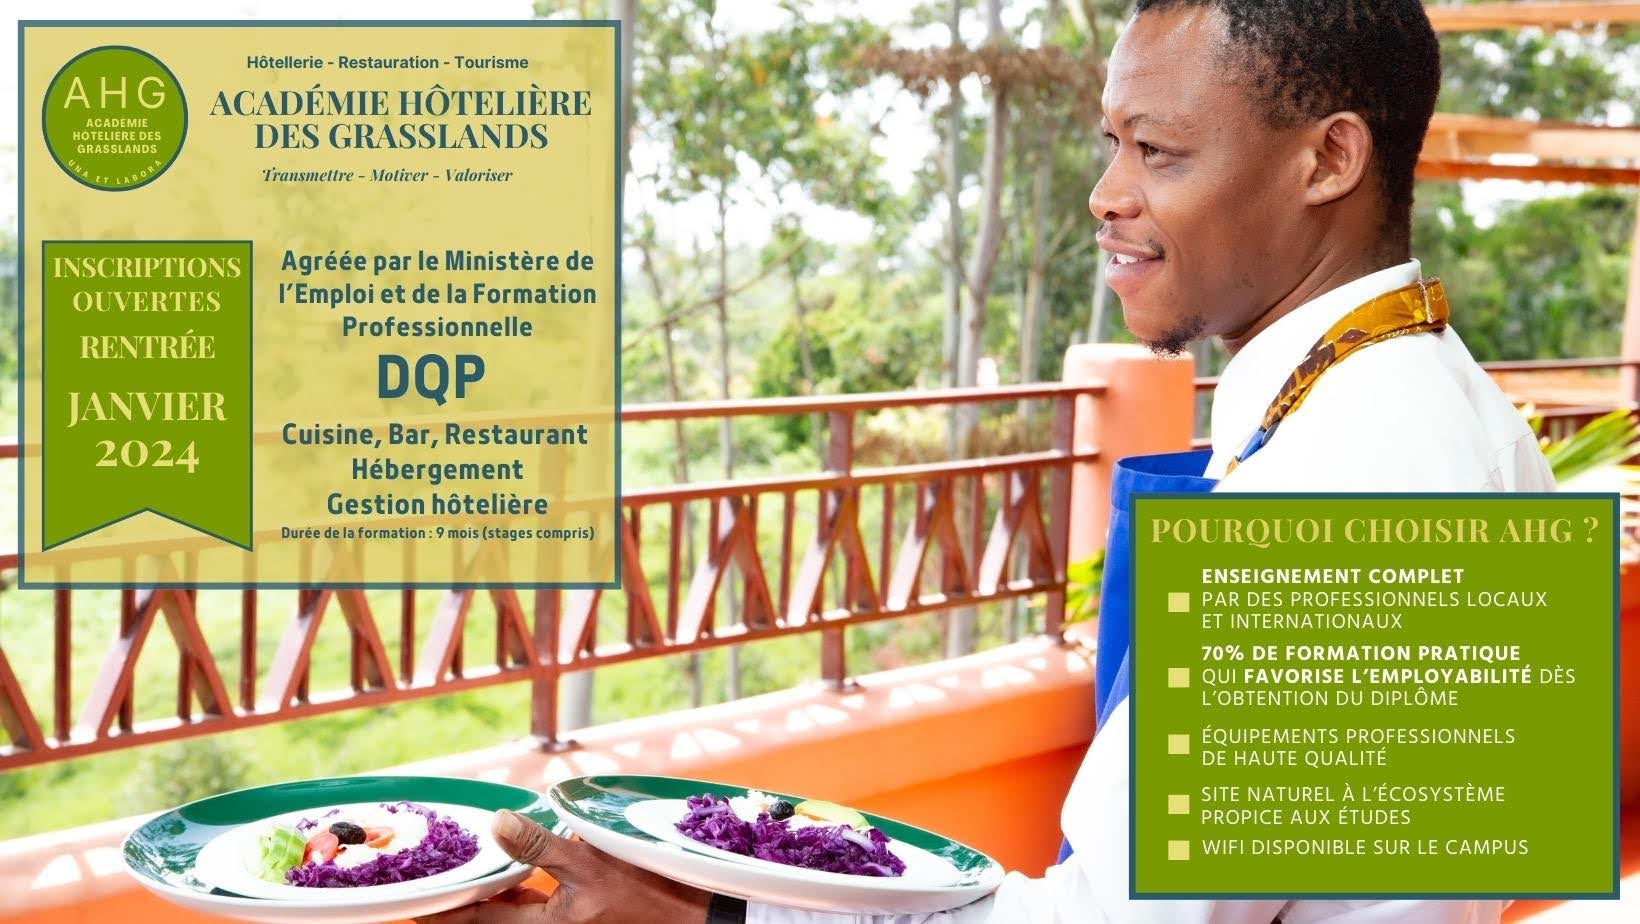 AHG
ACADEMIE
HÔTELIERE DES
GRASSLANDS
UNA ET LABORA
Hôtellerie - Restauration - Tourisme
ACADÉMIE HÔTELIÈRE
DES GRASSLANDS
Transmettre - Motiver - Valoriser
INSCRIPTIONS
OUVERTES
RENTRÉE
JANVIER
2024
Agréée par le Ministère de
l'Emploi et de la Formation
Professionnelle
DQP
Cuisine, Bar, Restaurant
Hébergement
Gestion hôtelière
Durée de la formation : 9 mois (stages compris)
POURQUOI CHOISIR AHG ?
ENSEIGNEMENT COMPLET
PAR DES PROFESSIONNELS LOCAUX
ET INTERNATIONAUX
70% DE FORMATION PRATIQUE
QUI FAVORISE L'EMPLOYABILITÉ DÈS
L'OBTENTION DU DIPLÔME
ÉQUIPEMENTS PROFESSIONNELS
DE HAUTE QUALITÉ
SITE NATUREL À L'ÉCOSYSTÈME
PROPICE AUX ÉTUDES
WIFI DISPONIBLE SUR LE CAMPUS